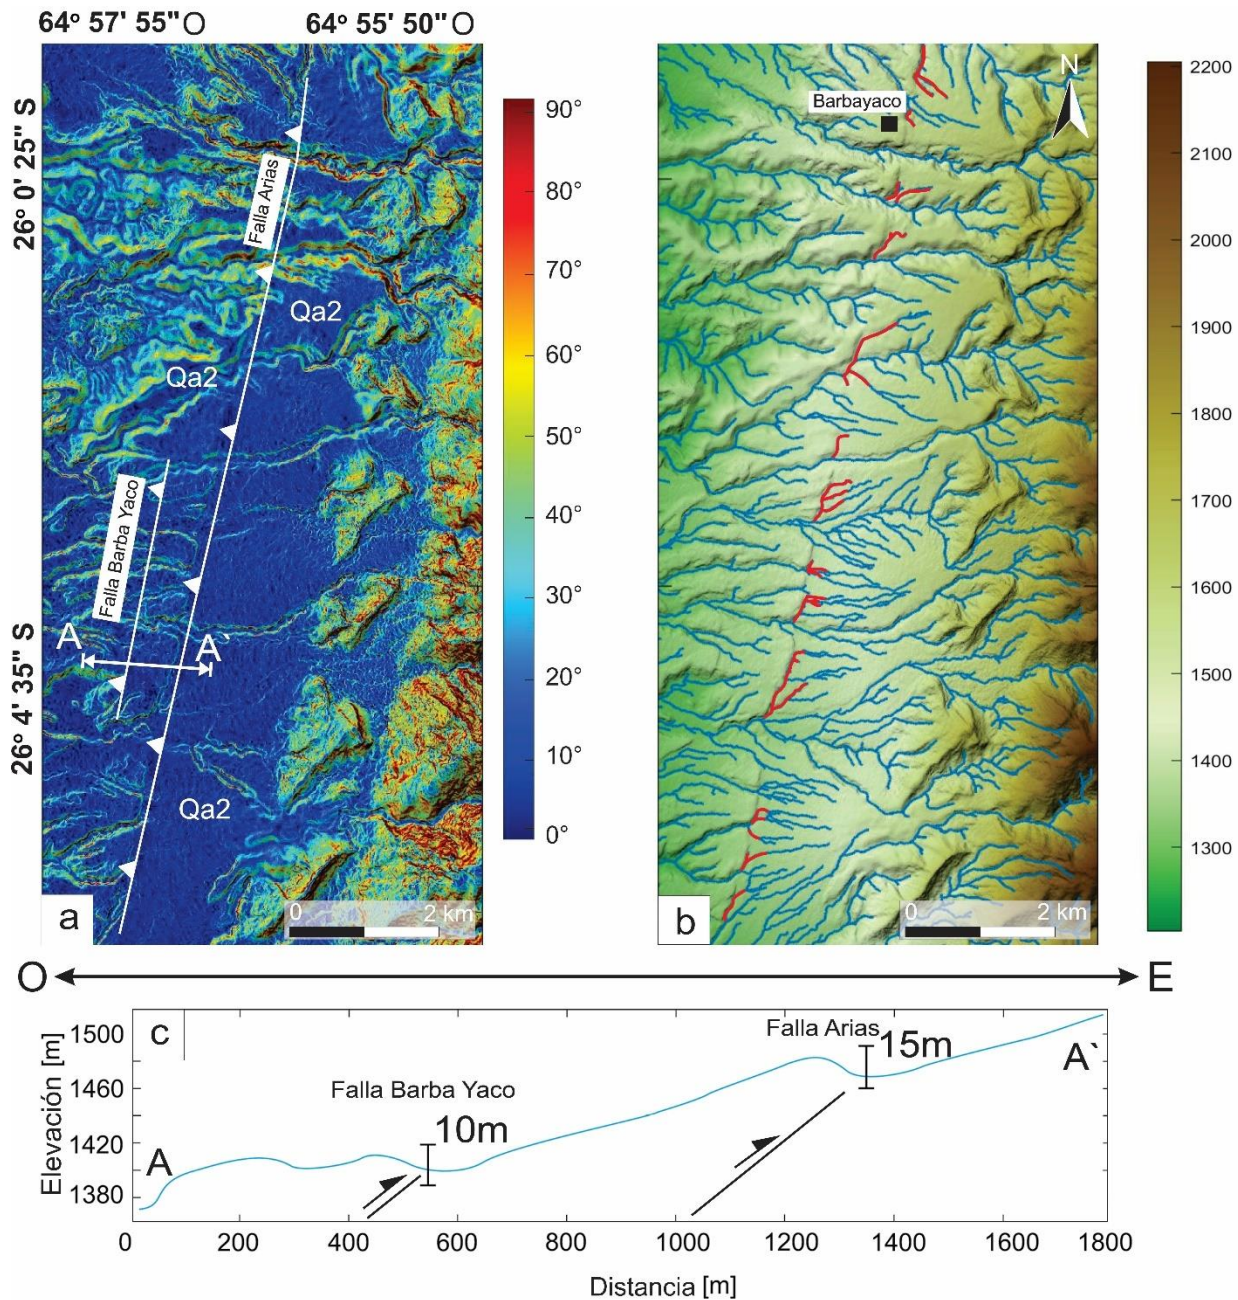 64° 57' 55" O
64° 55' 50" O
26° 0' 25" S
26° 4' 35" S
Falla Arias
Qa2
Qa2
Falla Barba Yaco
A
A`
Qa2
a
0
2 km
90°
80°
70°
60°
50°
40°
30°
20°
10°
0°
Barbayaco
N
b
0
2 km
2200
2100
2000
1900
1800
1700
1600
1500
1400
1300
O
E
c
Elevación [m]
1500
1460
1420
1380
A
Falla Barba Yaco
10m
Falla Arias
15m
A`
0
200
400
600
800
1000
1200
1400
1600
1800
Distancia [m]